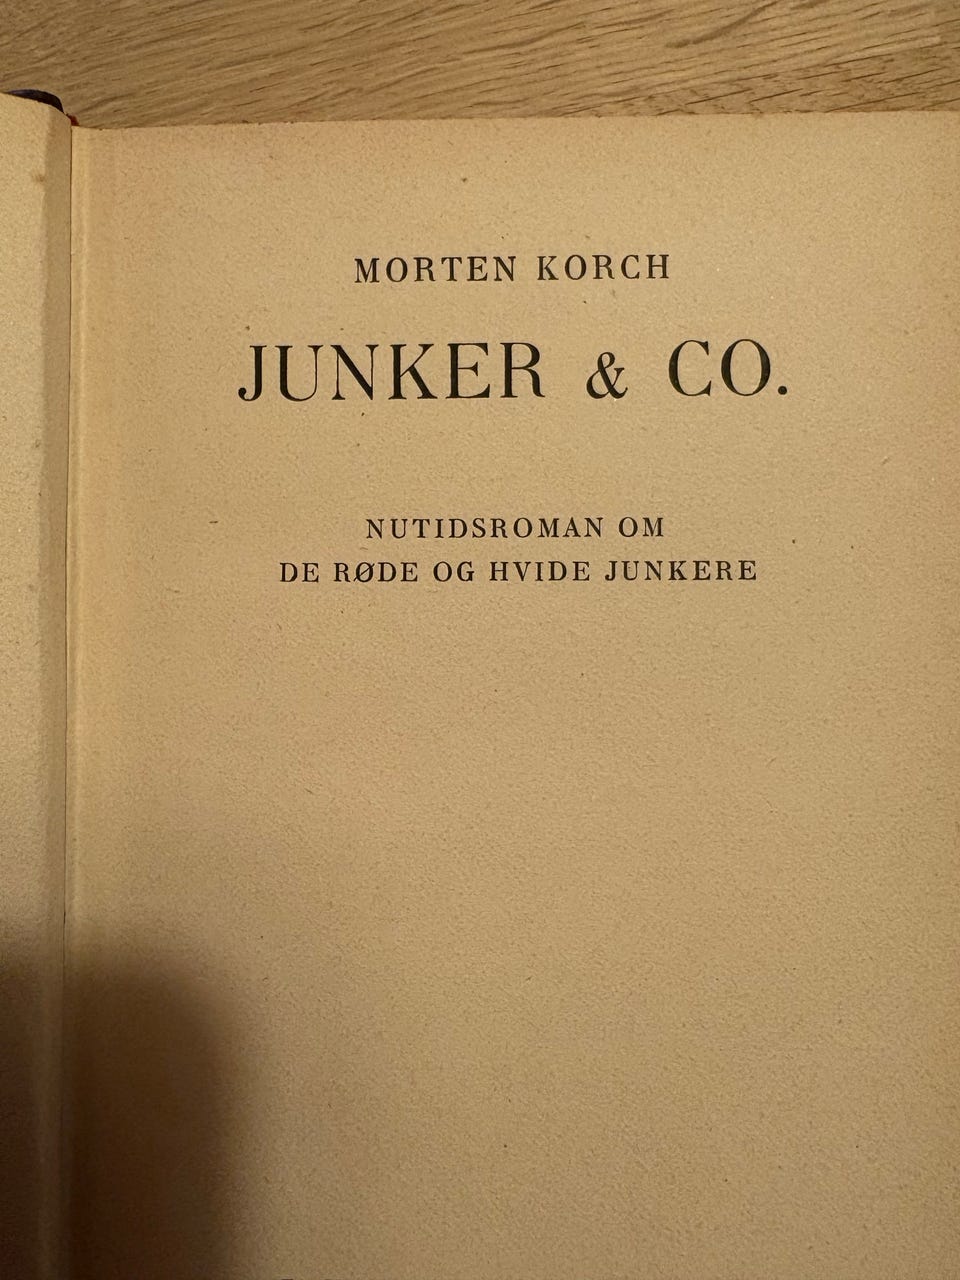 MORTEN KORCH
JUNKER & CO.
NUTIDSROMAN OM
DE RØDE OG HVIDE JUNKERE